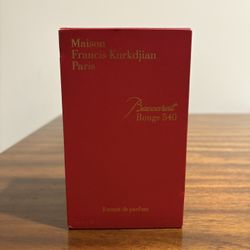 Maison
Francis Kurkdjian
Paris
Baccarat
Rouge 540
Extrait de parfum